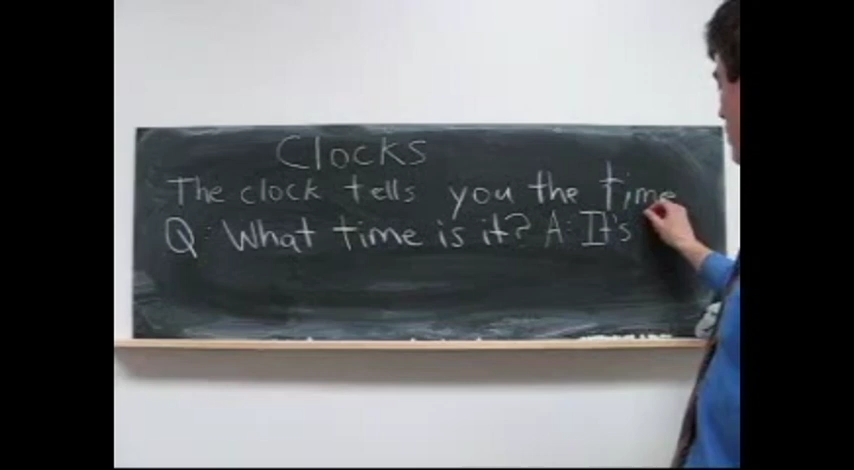 Clocks
The clock tells you the time
Q: What time is it? A: It's